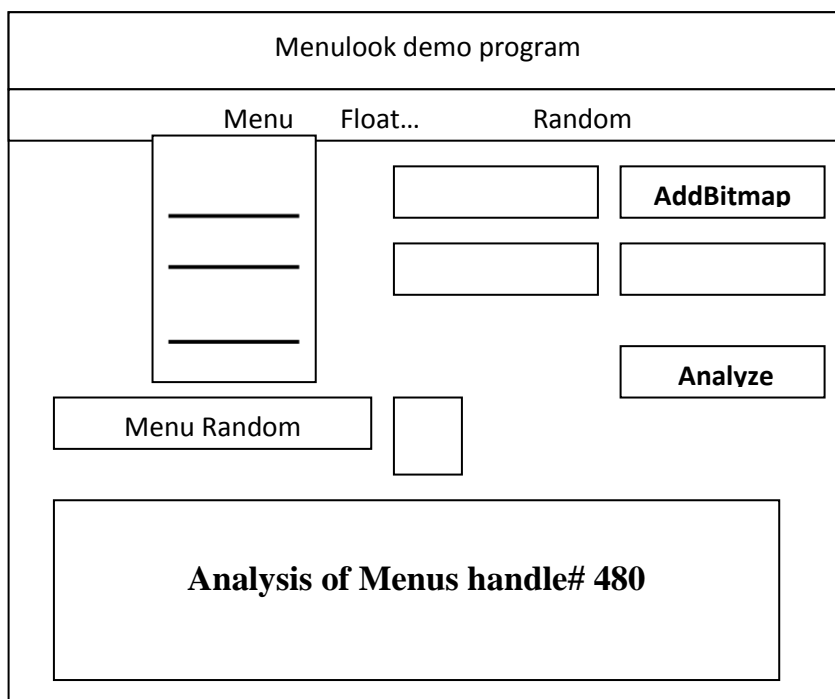 Menulook demo program
Menu Float… Random
AddBitmap
Analyze
Menu Random
Analysis of Menus handle# 480